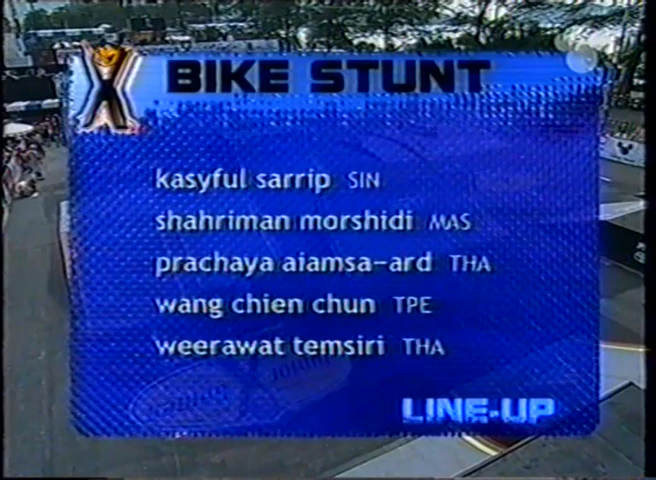 BIKE STUNT
kasyful sarrip SIN
shahriman morshidi MAS
prachaya aiamsa-ard THA
wang chien chun TPE
weerawat temsiri THA
LINE-UP